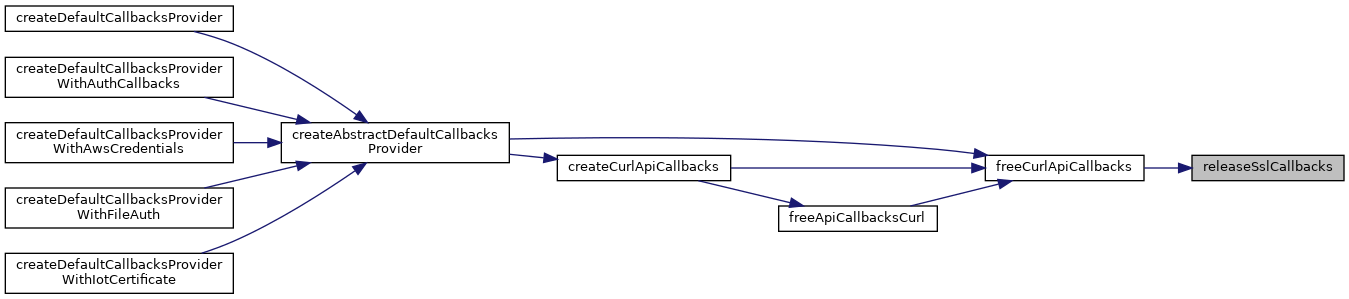 createDefaultCallbacksProvider
createDefaultCallbacksProvider
WithAuthCallbacks
createDefaultCallbacksProvider
WithAwsCredentials
createDefaultCallbacksProvider
WithFileAuth
createDefaultCallbacksProvider
WithIotCertificate
createAbstractDefaultCallbacks
Provider
createCurlApiCallbacks
freeApiCallbacksCurl
freeCurlApiCallbacks
releaseSslCallbacks